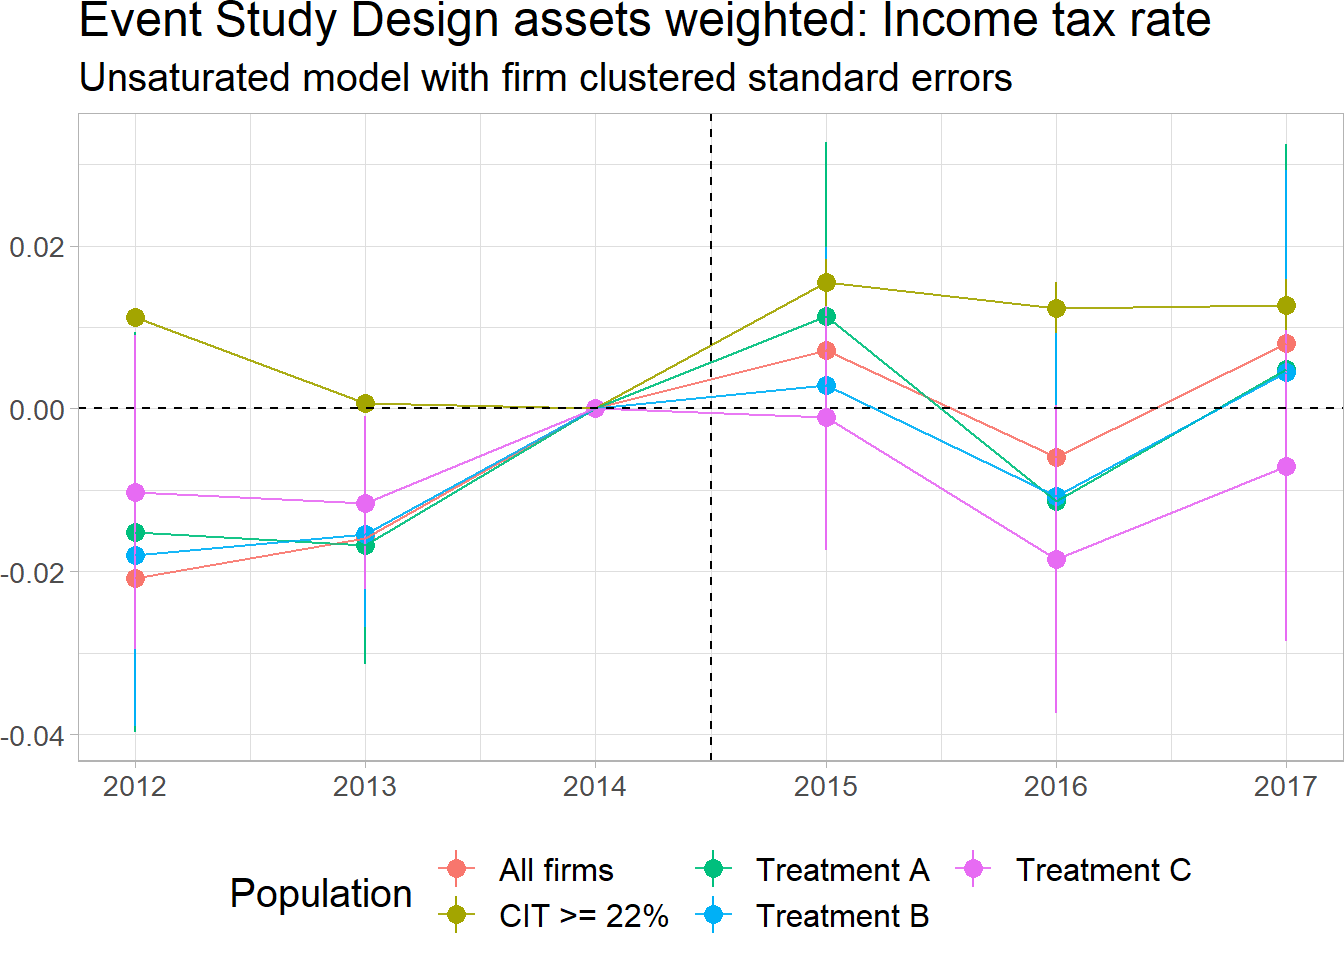 Event Study Design assets weighted: Income tax rate
Unsaturated model with firm clustered standard errors
0.02
0.00
-0.02
-0.04
2012 2013 2014 2015 2016 2017
Population
All firms Treatment A Treatment C
CIT >= 22% Treatment B